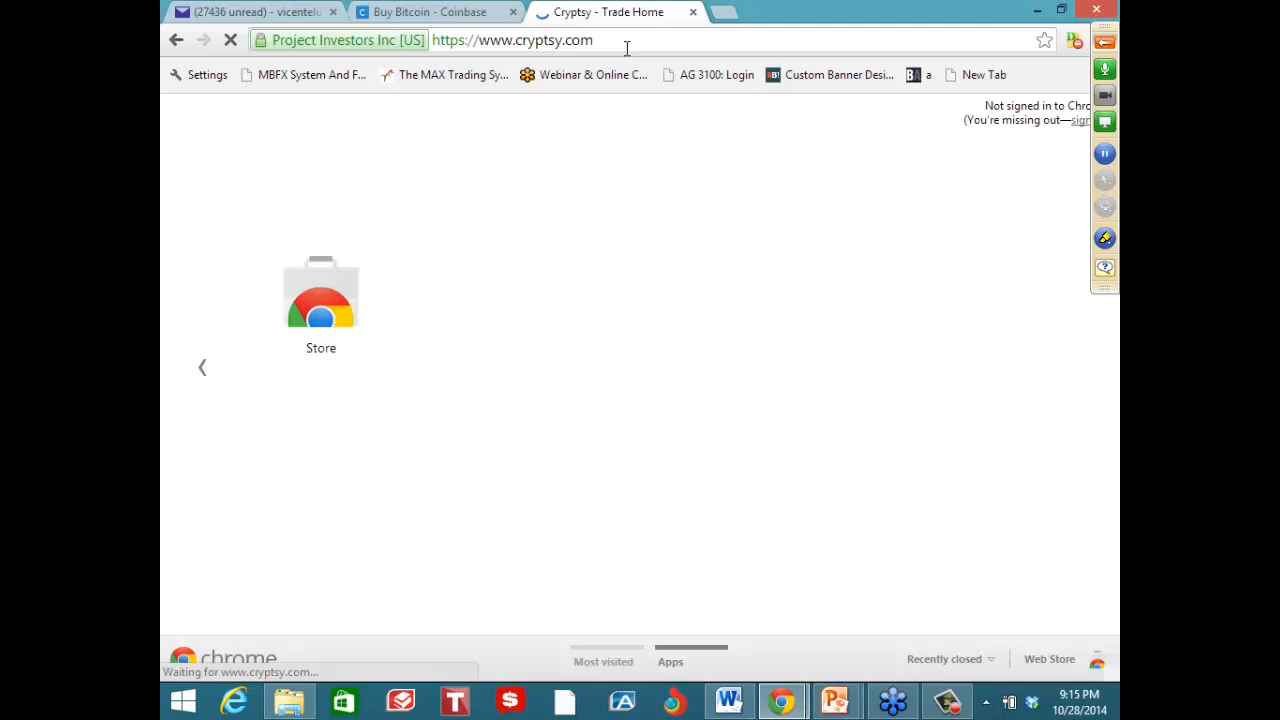 (27436 unread) - vicentelu
Buy Bitcoin - Coinbase
Cryptsy - Trade Home
Project Investors Inc [US]
https://www.cryptsy.com
Settings
MBFX System And F...
The MAX Trading Sy...
Webinar & Online C...
AG 3100: Login
BB!
Custom Banner Desi...
BA
a
New Tab
Not signed in to Chro
(You're missing out—sign
Store
chrome
Most visited
Apps
Recently closed
Web Store
Waiting for www.cryptsy.com...
9:15 PM
10/28/2014